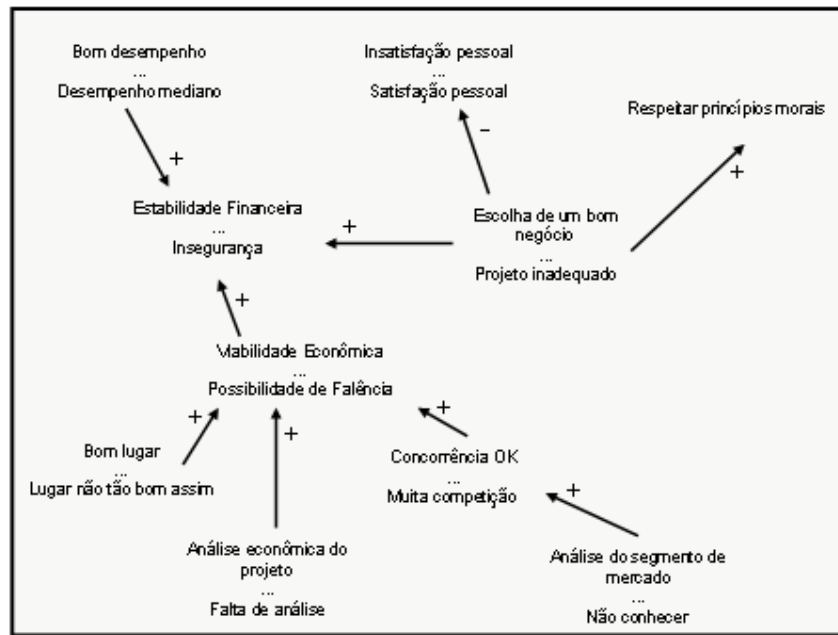 Bom desempenho
...
Desempenho mediano
Insatisfação pessoal
...
Satisfação pessoal
Respeitar princípios morais
+
-
+
Estabilidade Financeira
...
Insegurança
+
Escolha de um bom
negócio
...
Projeto inadequado
+
Viabilidade Econômica
...
Possibilidade de Falência
+
+
+
Bom lugar
...
Lugar não tão bom assim
Concorrência OK
...
Muita competição
+
Análise econômica do
projeto
...
Falta de análise
Análise do segmento de
mercado
...
Não conhecer